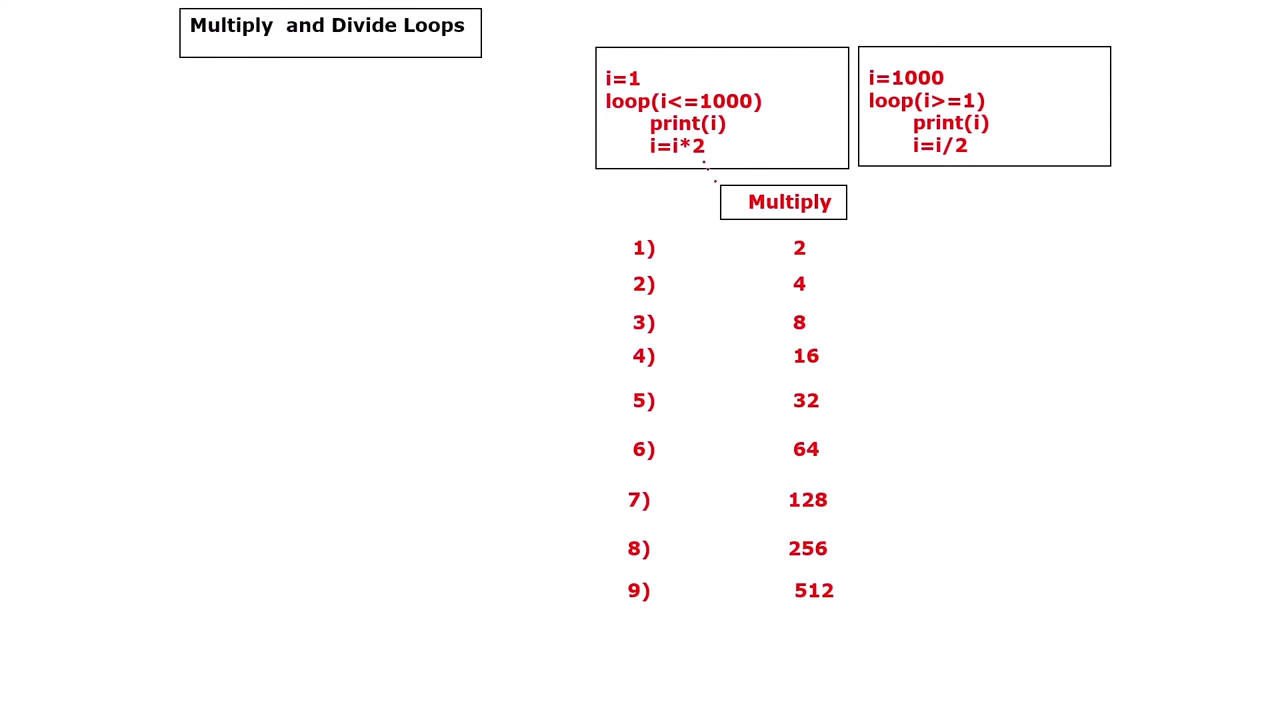 Multiply  and Divide Loops
i=1
loop(i<=1000)
print(i)
i=i*2
i=1000
loop(i>=1)
print(i)
i=i/2
Multiply
1) 2
2) 4
3) 8
4) 16
5) 32
6) 64
7) 128
8) 256
9) 512